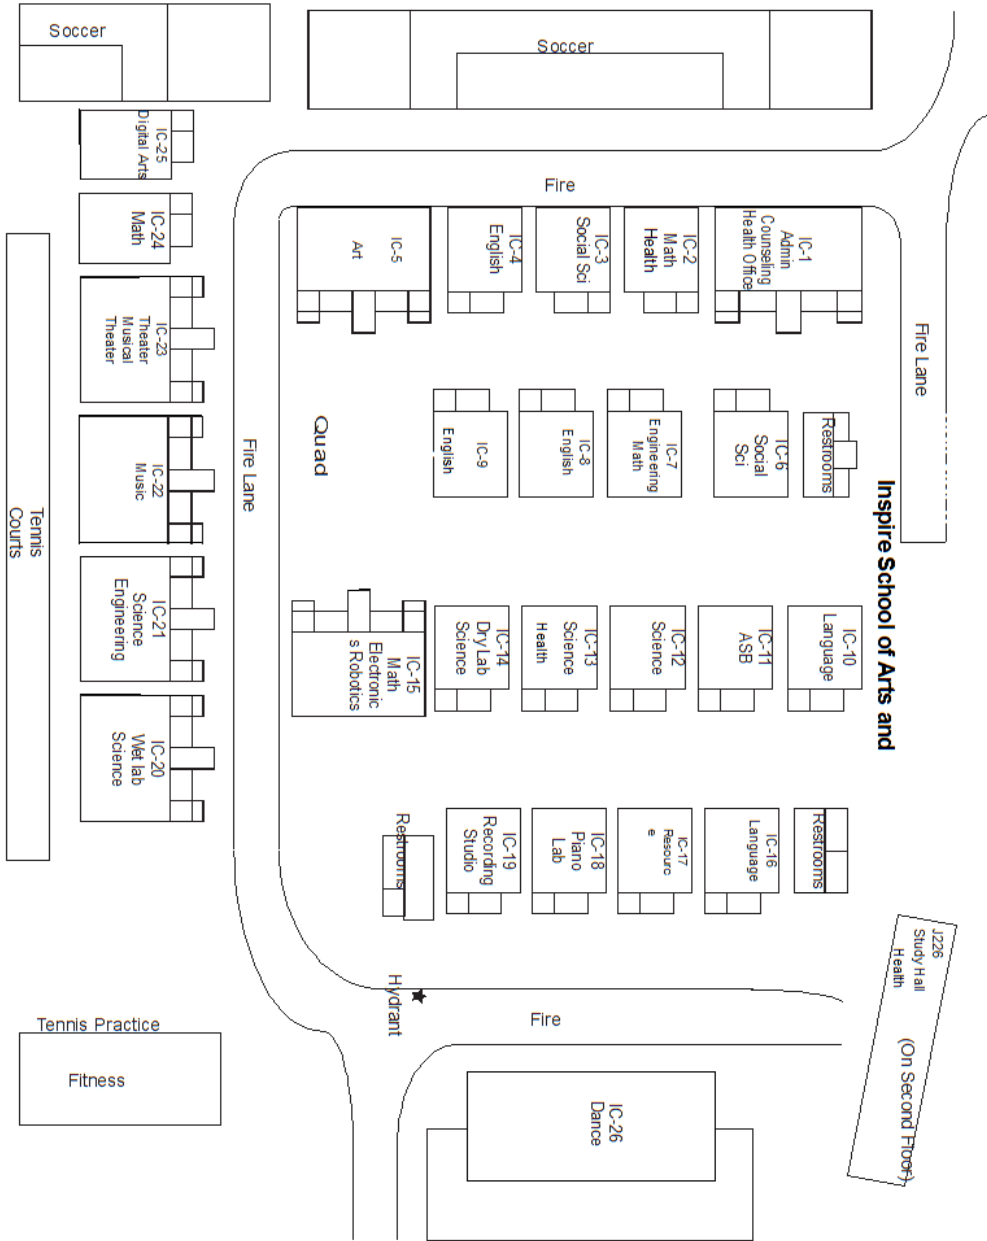 Soccer
Soccer
IC-25
Digital Arts
IC-24
Math
IC-23
Theater
Musical
Theater
IC-22
Music
IC-21
Science
Engineering
IC-20
Wet lab
Science
Tennis
Courts
Fire Lane
Fire
IC-5
Art
IC-4
English
IC-3
Social Sci
IC-2
Math
Health
IC-1
Admin
Counseling
Health Office
Fire Lane
Quad
IC-9
English
IC-8
English
IC-7
Engineering
Math
IC-6
Social
Sci
Restrooms
Inspire School of Arts and
IC-15
Math
Electronic
s Robotics
IC-14
Dry Lab
Science
IC-13
Science
Health
IC-12
Science
IC-11
ASB
IC-10
Language
Restrooms
IC-19
Recording
Studio
IC-18
Piano
Lab
IC-17
Resourc
e
IC-16
Language
Restrooms
Hydrant
Fire
J226
Study Hall
Health
(On Second Floor)
Tennis Practice
Fitness
IC-26
Dance